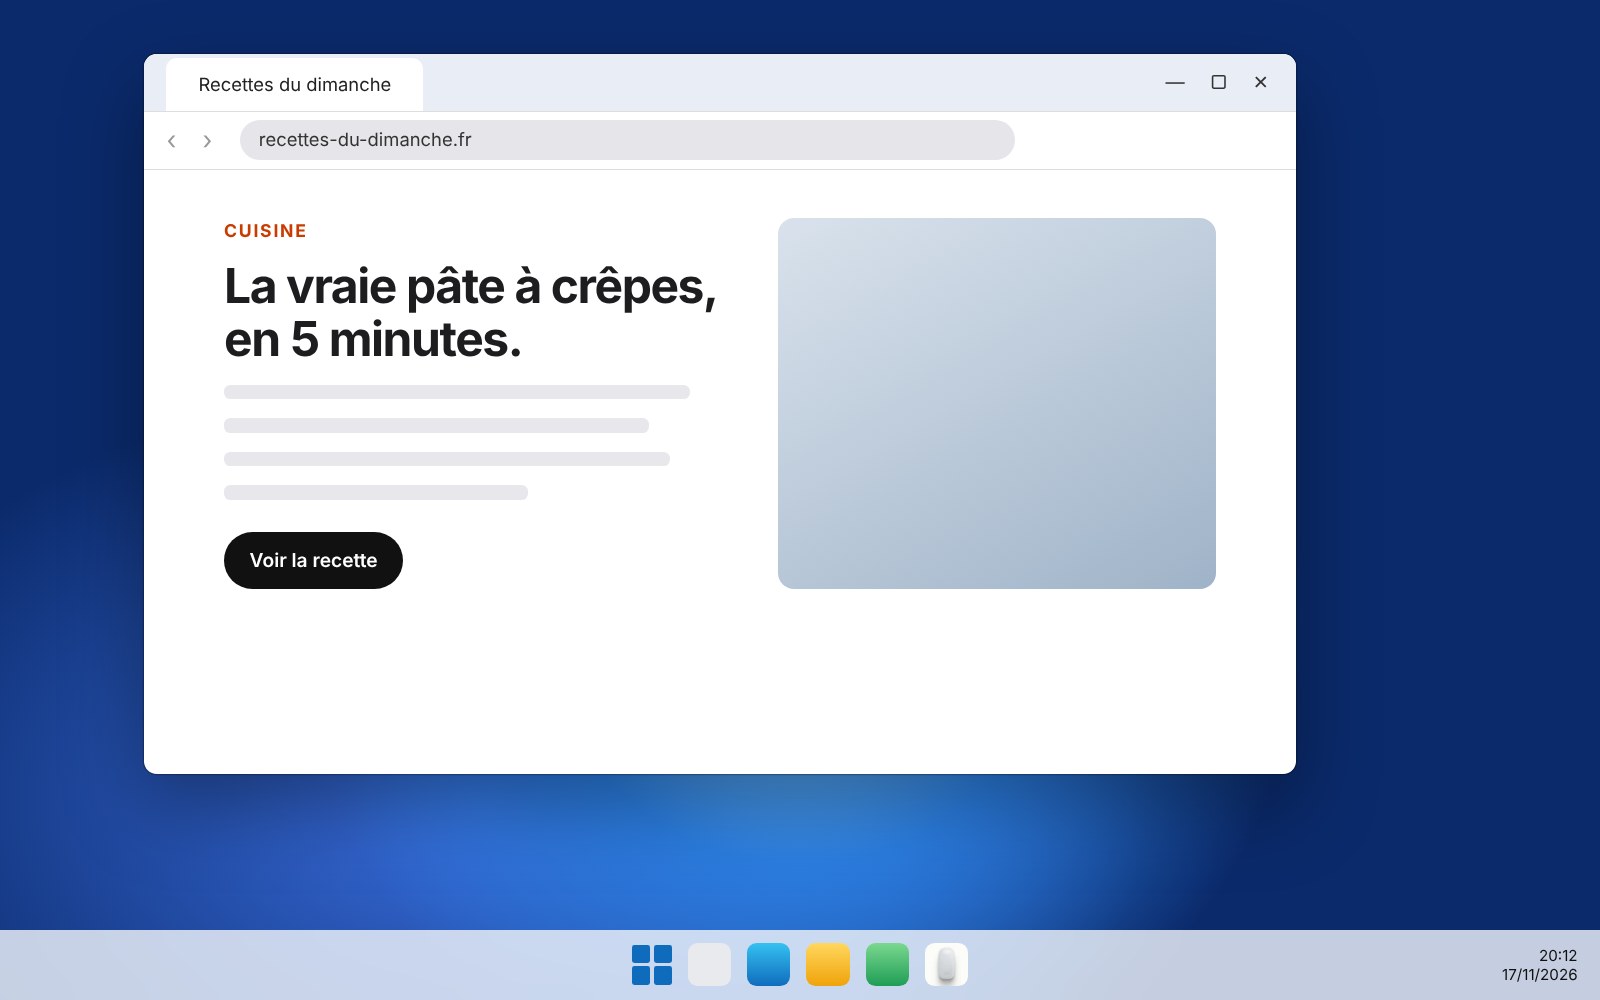 Recettes du dimanche
recettes-du-dimanche.fr
CUISINE
La vraie pâte à crêpes,
en 5 minutes.
Voir la recette
20:12
17/11/2026